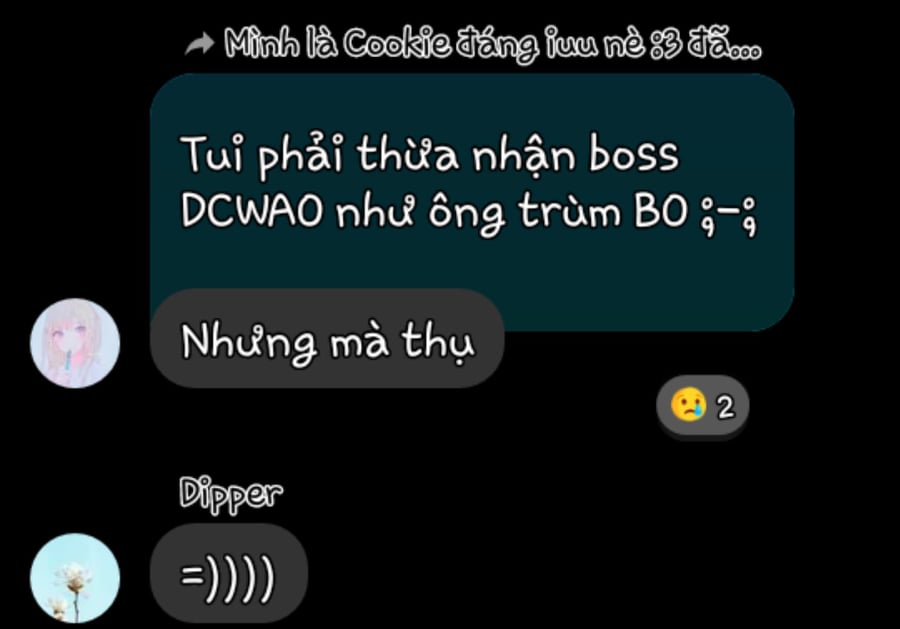 Mình là Cookie đáng iuu nè :3 đã...
Tui phải thừa nhận boss
DCWAO như ông trùm BO ;-;
Nhưng mà thụ
2
Dipper
=))))